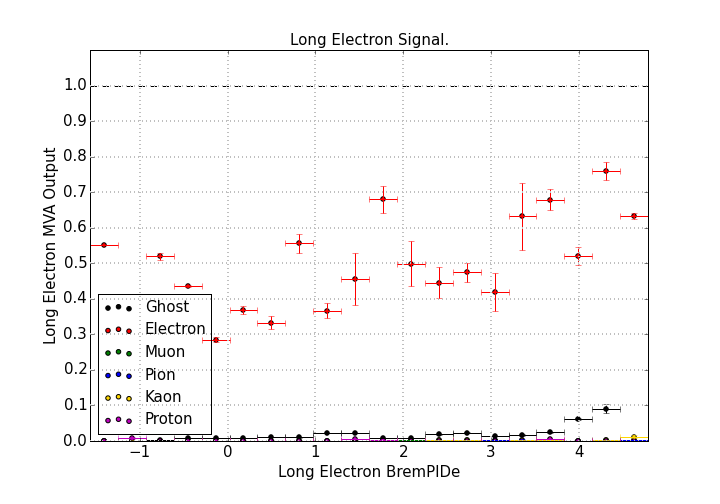 Long Electron Signal.
1.0
0.9
0.8
0.7
0.6
0.5
0.4
0.3
0.2
0.1
0.0
Long Electron MVA Output
Ghost
Electron
Muon
Pion
Kaon
Proton
−1 0 1 2 3 4
Long Electron BremPIDe